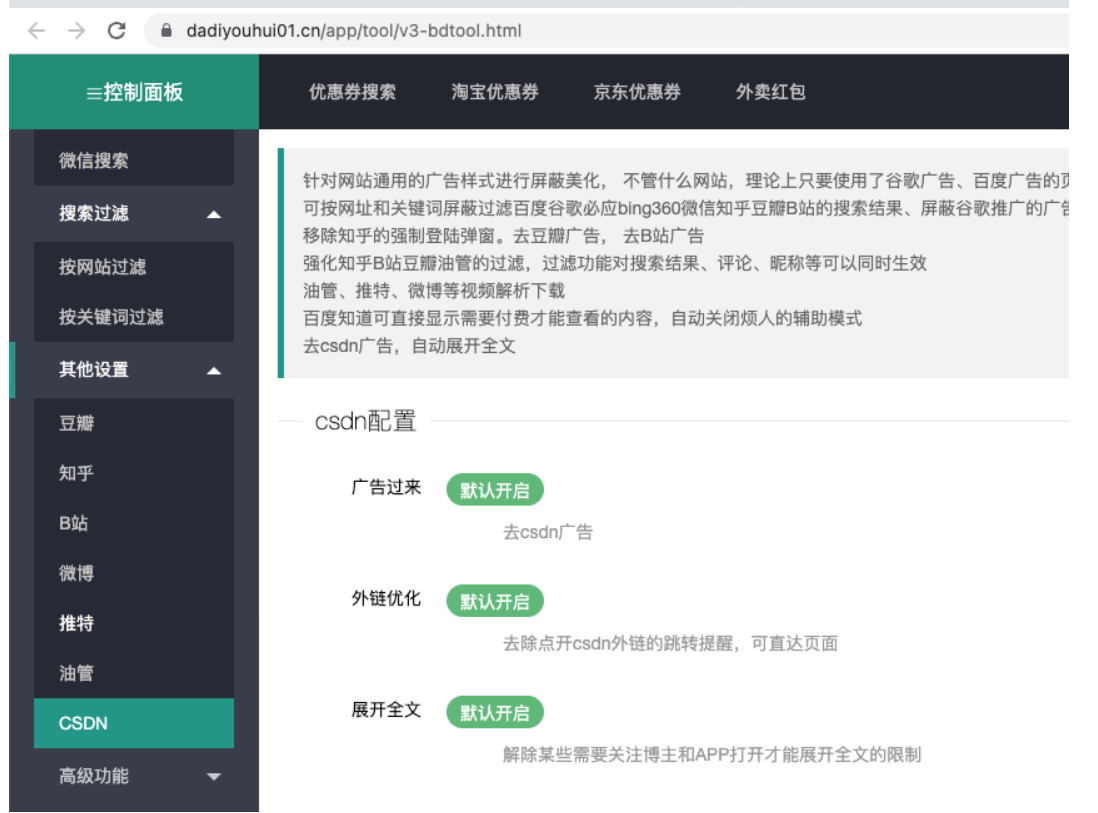 dadiyouhui01.cn/app/tool/v3-bdtool.html
≡控制面板
优惠券搜索 淘宝优惠券 京东优惠券 外卖红包
微信搜索
搜索过滤
按网站过滤
按关键词过滤
其他设置
豆瓣
知乎
B站
微博
推特
油管
CSDN
高级功能
针对网站通用的广告样式进行屏蔽美化， 不管什么网站，理论上只要使用了谷歌广告、百度广告的页
可按网址和关键词屏蔽过滤百度谷歌必应bing360微信知乎豆瓣B站的搜索结果、屏蔽谷歌推广的广告
移除知乎的强制登陆弹窗。去豆瓣广告， 去B站广告
强化知乎B站豆瓣油管的过滤，过滤功能对搜索结果、评论、昵称等可以同时生效
油管、推特、微博等视频解析下载
百度知道可直接显示需要付费才能查看的内容，自动关闭烦人的辅助模式
去csdn广告，自动展开全文
csdn配置
广告过来 默认开启
去csdn广告
外链优化 默认开启
去除点开csdn外链的跳转提醒，可直达页面
展开全文 默认开启
解除某些需要关注博主和APP打开才能展开全文的限制